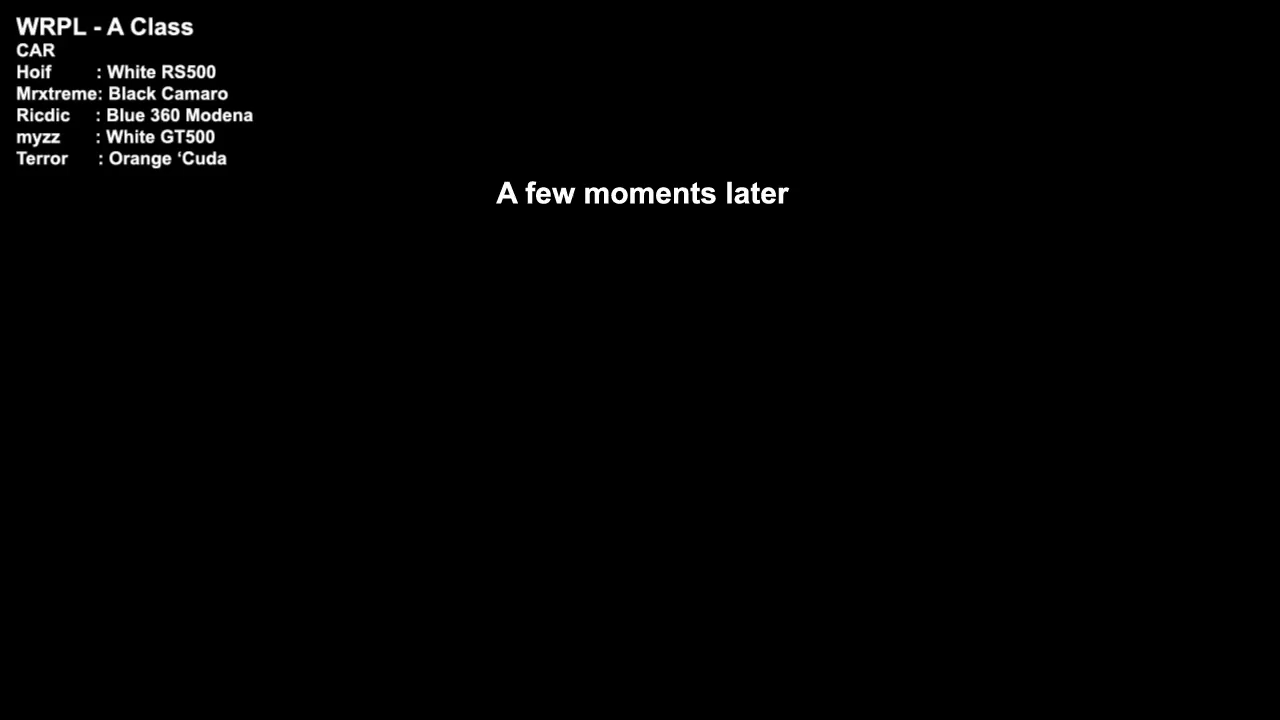 WRPL - A Class
CAR
Hoif : White RS500
Mrxtreme: Black Camaro
Ricdic : Blue 360 Modena
myzz : White GT500
Terror : Orange ‘Cuda
A few moments later